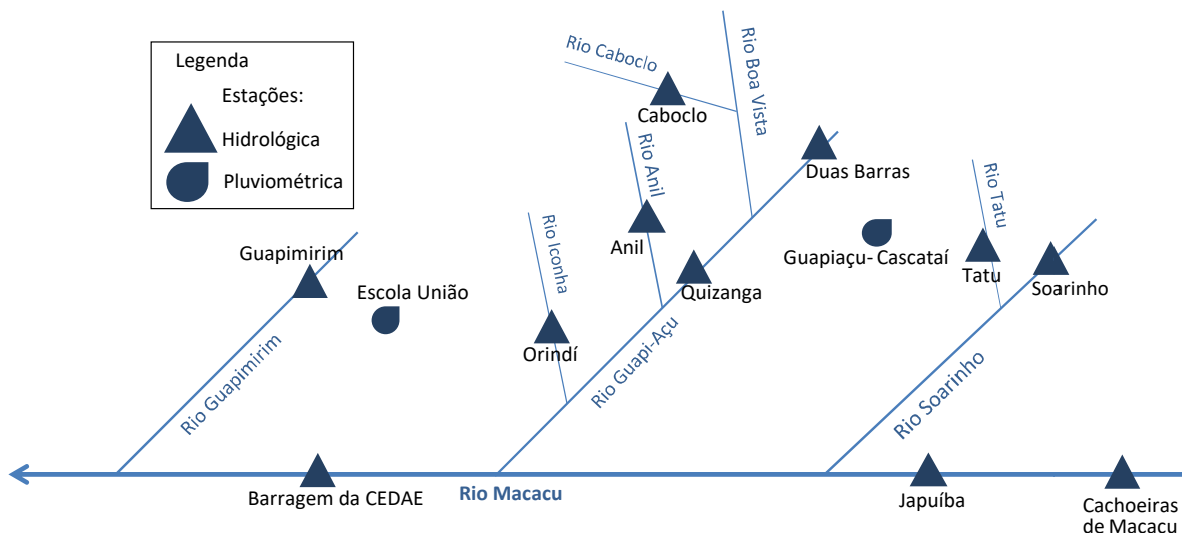 Legenda
Estações:
Hidrológica
Pluviométrica
Rio Caboclo
Caboclo
Rio Boa Vista
Rio Anil
Anil
Duas Barras
Rio Tatu
Tatu
Guapiaçu- Cascataí
Soarinho
Guapimirim
Escola União
Rio Iconha
Orindí
Quizanga
Rio Guapimirim
Rio Guapi-Açu
Rio Soarinho
Barragem da CEDAE
Rio Macacu
Japuíba
Cachoeiras
de Macacu